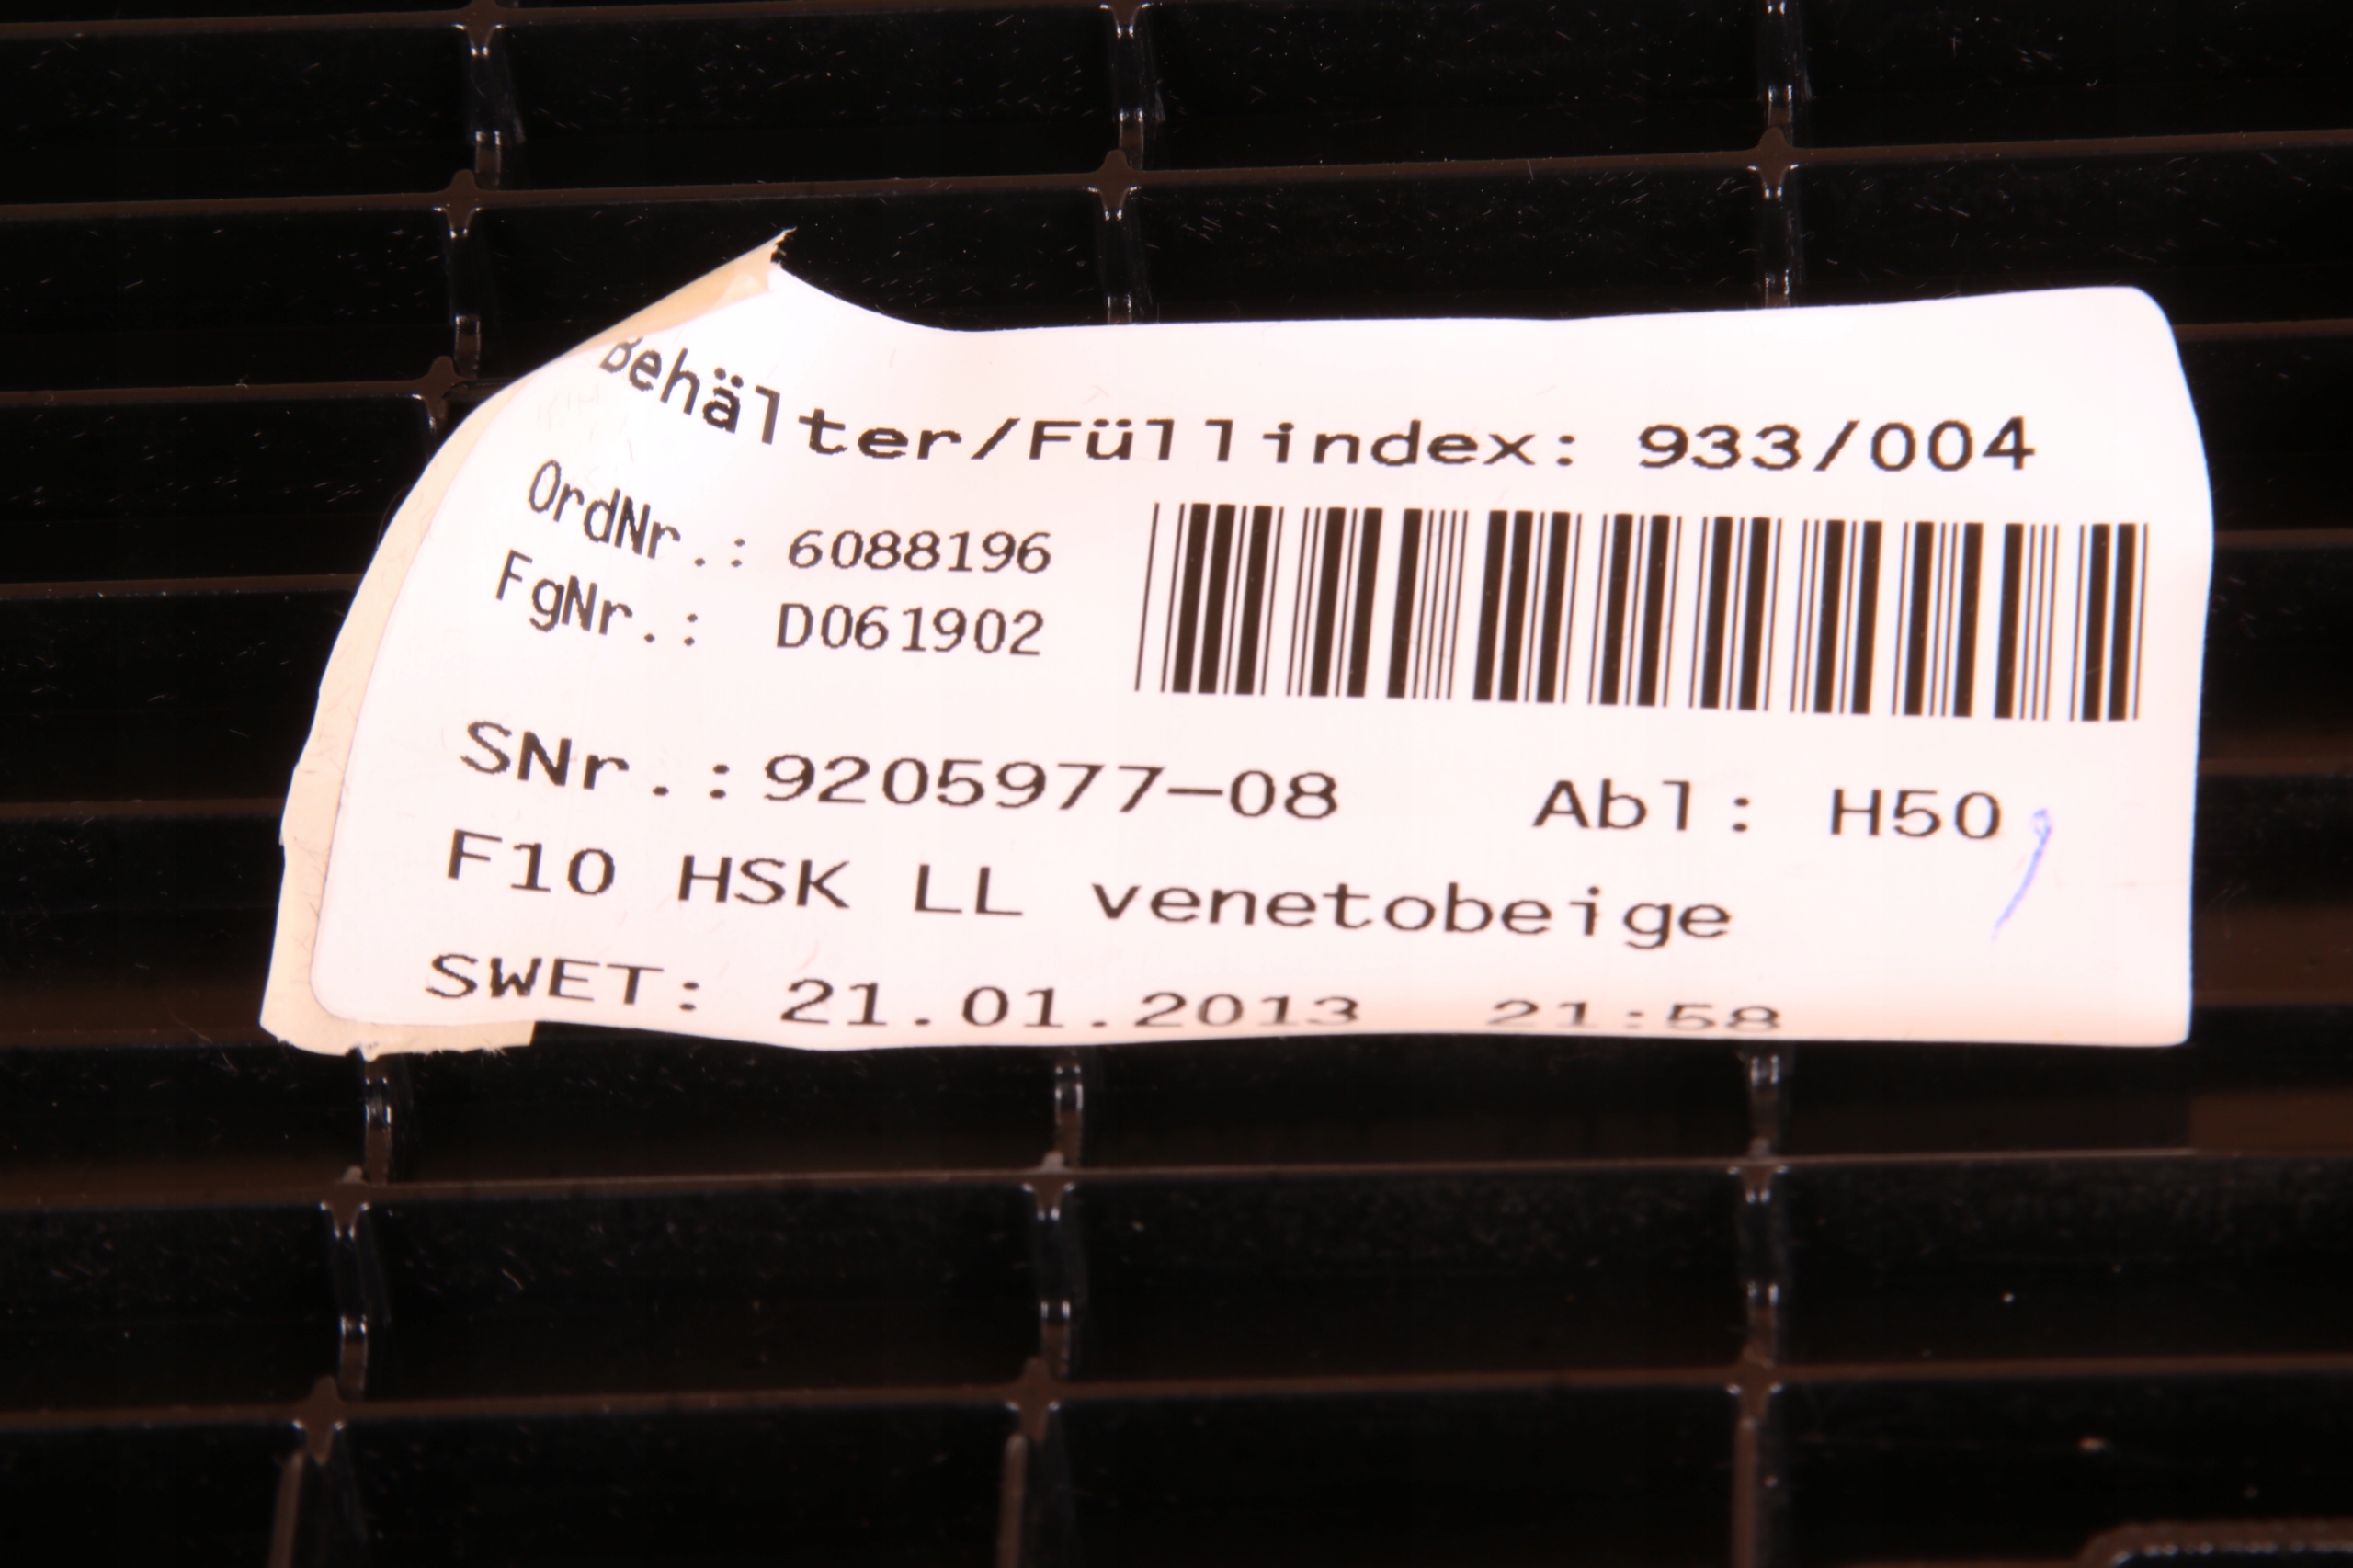 Behälter/Füllindex: 933/004
OrdNr.: 6088196
FgNr.: D061902
SNr.:9205977-08 Abl: H50
F10 HSK LL venetobeige
SWET: 21.01.2013 21:58